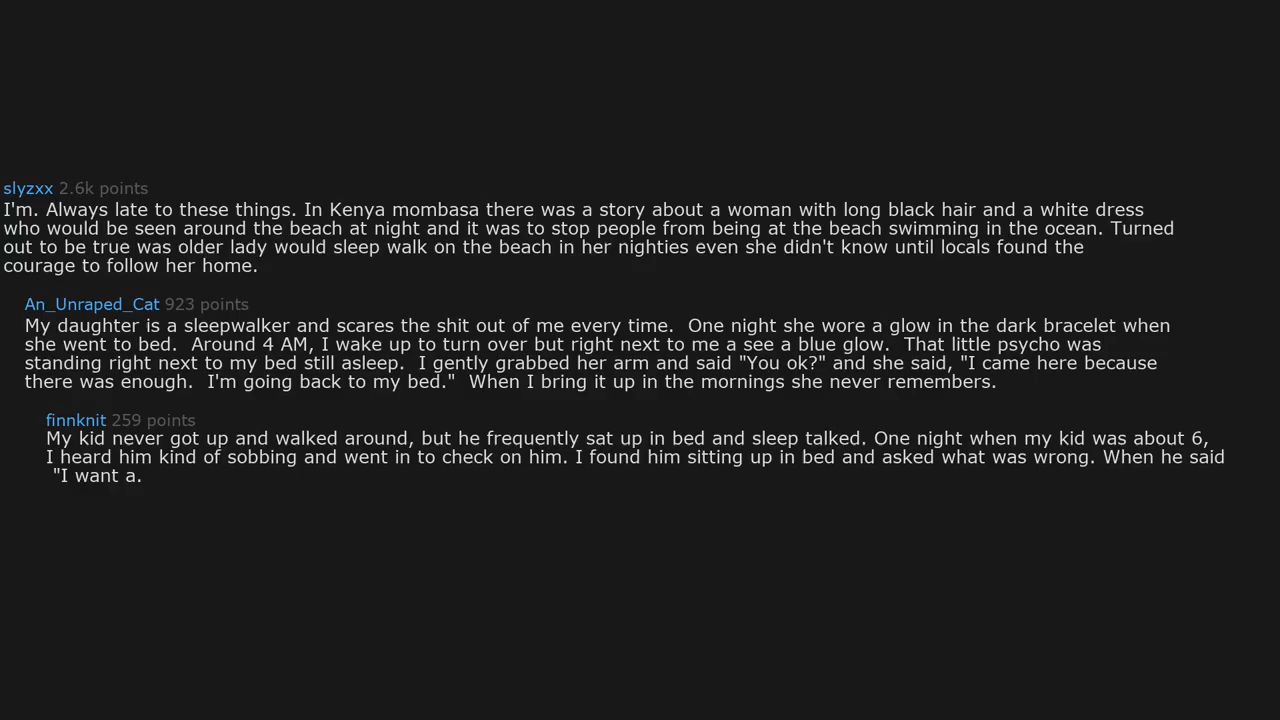 slyzxx 2.6k points
I'm. Always late to these things. In Kenya mombasa there was a story about a woman with long black hair and a white dress
who would be seen around the beach at night and it was to stop people from being at the beach swimming in the ocean. Turned
out to be true was older lady would sleep walk on the beach in her nighties even she didn't know until locals found the
courage to follow her home.
An_Unraped_Cat 923 points
My daughter is a sleepwalker and scares the shit out of me every time.  One night she wore a glow in the dark bracelet when
she went to bed.  Around 4 AM, I wake up to turn over but right next to me a see a blue glow.  That little psycho was
standing right next to my bed still asleep.  I gently grabbed her arm and said "You ok?" and she said, "I came here because
there was enough.  I'm going back to my bed."  When I bring it up in the mornings she never remembers.
finnknit 259 points
My kid never got up and walked around, but he frequently sat up in bed and sleep talked. One night when my kid was about 6,
I heard him kind of sobbing and went in to check on him. I found him sitting up in bed and asked what was wrong. When he said
"I want a.